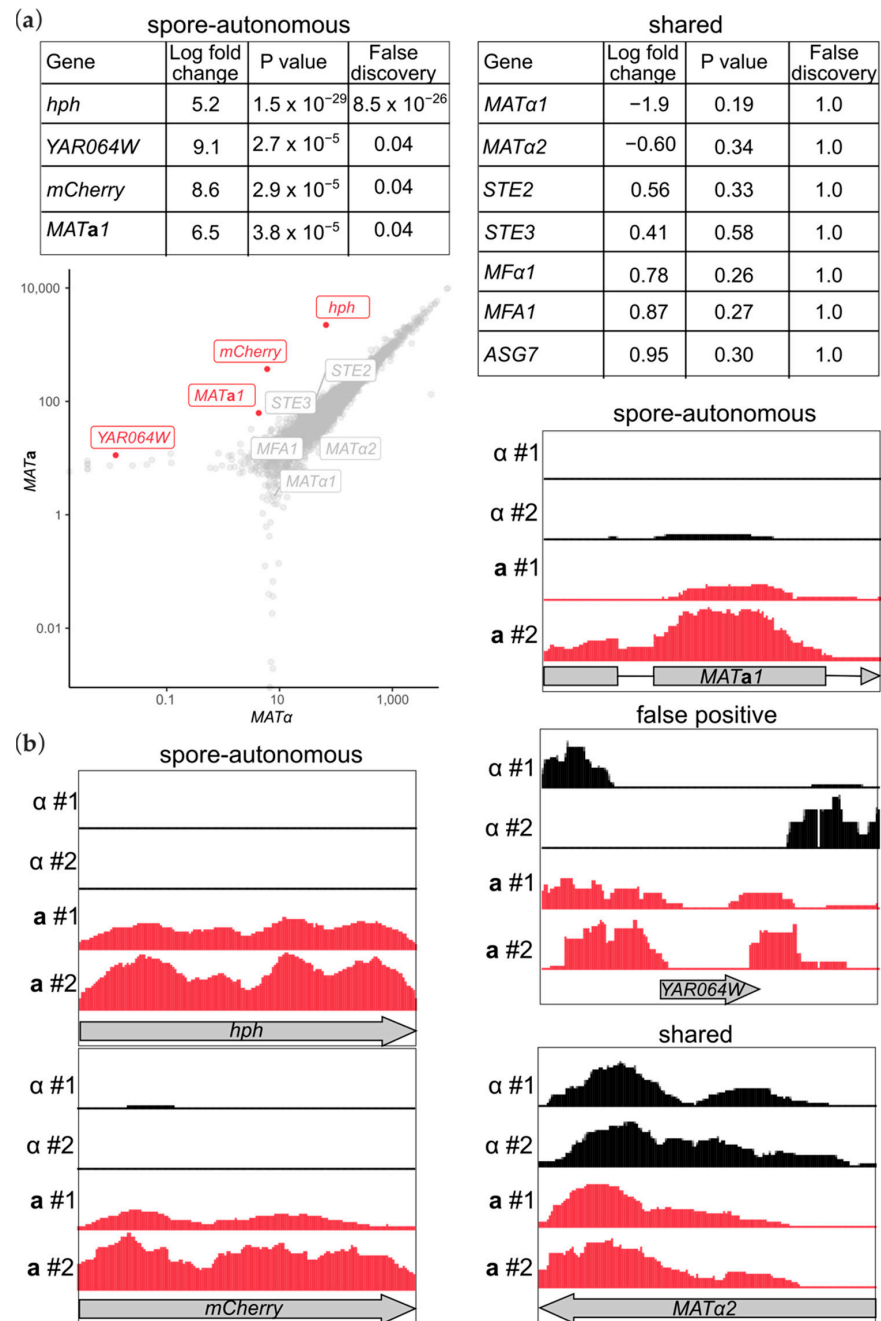 (a)
spore-autonomous
Gene Log fold change P value False discovery
hph 5.2 1.5 x 10⁻²⁹ 8.5 x 10⁻²⁶
YAR064W 9.1 2.7 x 10⁻⁵ 0.04
mCherry 8.6 2.9 x 10⁻⁵ 0.04
MATa1 6.5 3.8 x 10⁻⁵ 0.04
shared
Gene Log fold change P value False discovery
MATα1 −1.9 0.19 1.0
MATα2 −0.60 0.34 1.0
STE2 0.56 0.33 1.0
STE3 0.41 0.58 1.0
MFα1 0.78 0.26 1.0
MFA1 0.87 0.27 1.0
ASG7 0.95 0.30 1.0
10,000
100
1
0.01
MATa
hph
mCherry
STE2
MATa1
STE3
YAR064W
MFA1
MATα2
MATα1
0.1 10 1,000
MATα
spore-autonomous
α #1
α #2
a #1
a #2
MATa1
(b)
spore-autonomous
α #1
α #2
a #1
a #2
hph
α #1
α #2
a #1
a #2
mCherry
false positive
α #1
α #2
a #1
a #2
YAR064W
shared
α #1
α #2
a #1
a #2
MATα2